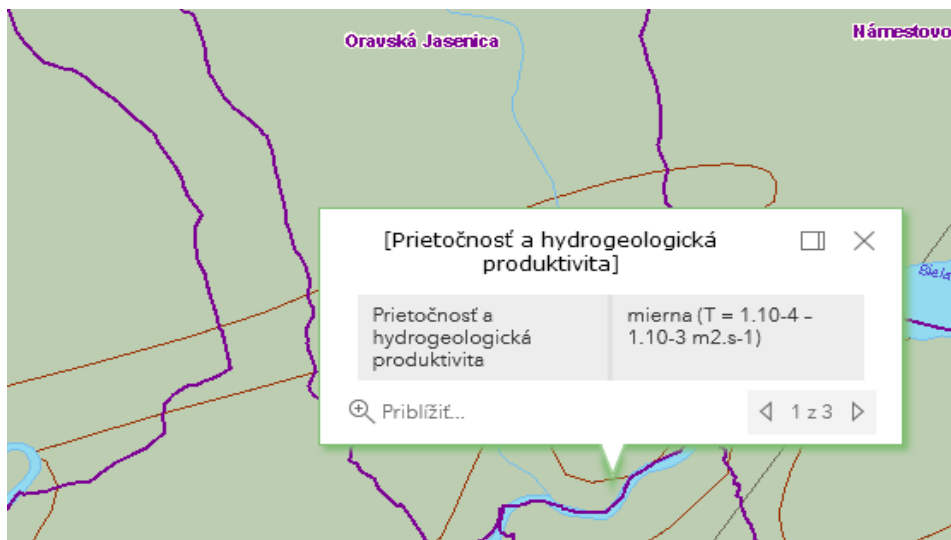 Oravská Jasenica
Námestovo
[Prietočnosť a hydrogeologická
produktivita]
Prietočnosť a
hydrogeologická
produktivita
mierna (T = 1.10-4 –
1.10-3 m2.s-1)
Priblížiť...
1 z 3
Biela